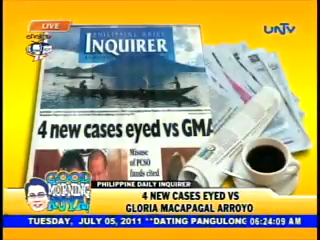 LIVE
UNTV
PHILIPPINE DAILY
INQUIRER
4 new cases eyed vs GMA
Misuse
of PCSO
funds cited
GOOD
MORNING
KUYA
PHILIPPINE DAILY INQUIRER
4 NEW CASES EYED VS
GLORIA MACAPAGAL ARROYO
TUESDAY, JULY 05, 2011 **DATING PANGULONG
06:24:09 AM